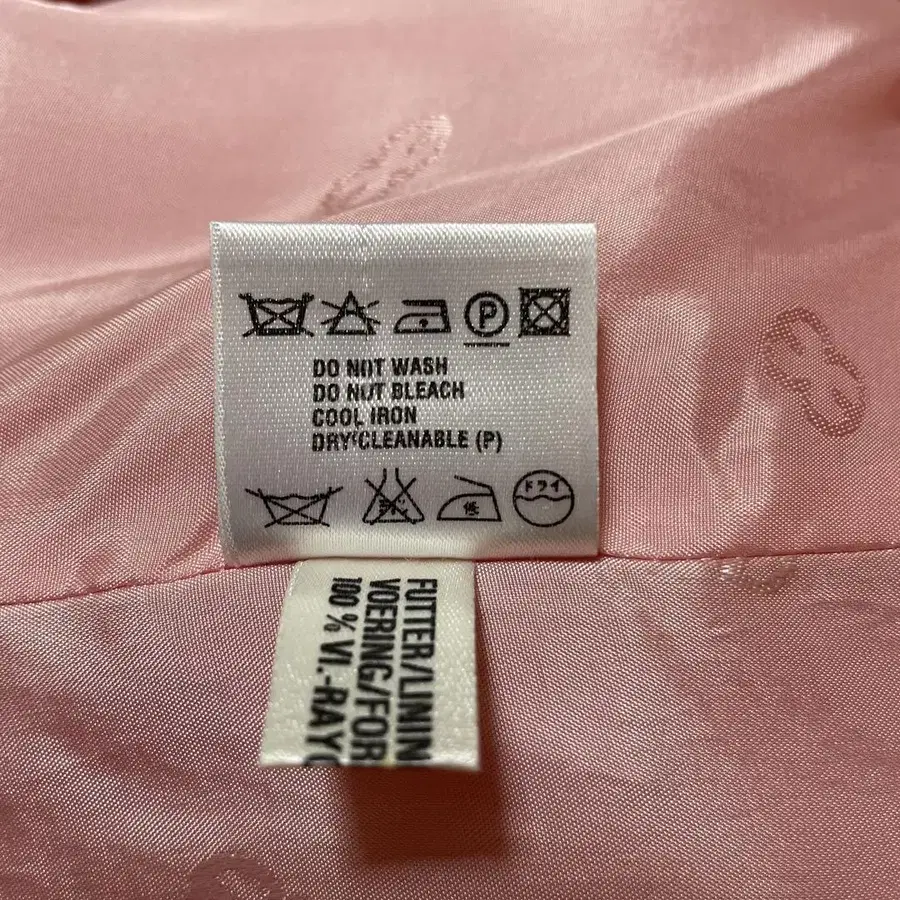 P
DO NOT WASH
DO NOT BLEACH
COOL IRON
DRY CLEANABLE (P)
低 ドライ
FUTTER/LININ
VOERING/FOR
100 % VI.-RAYO